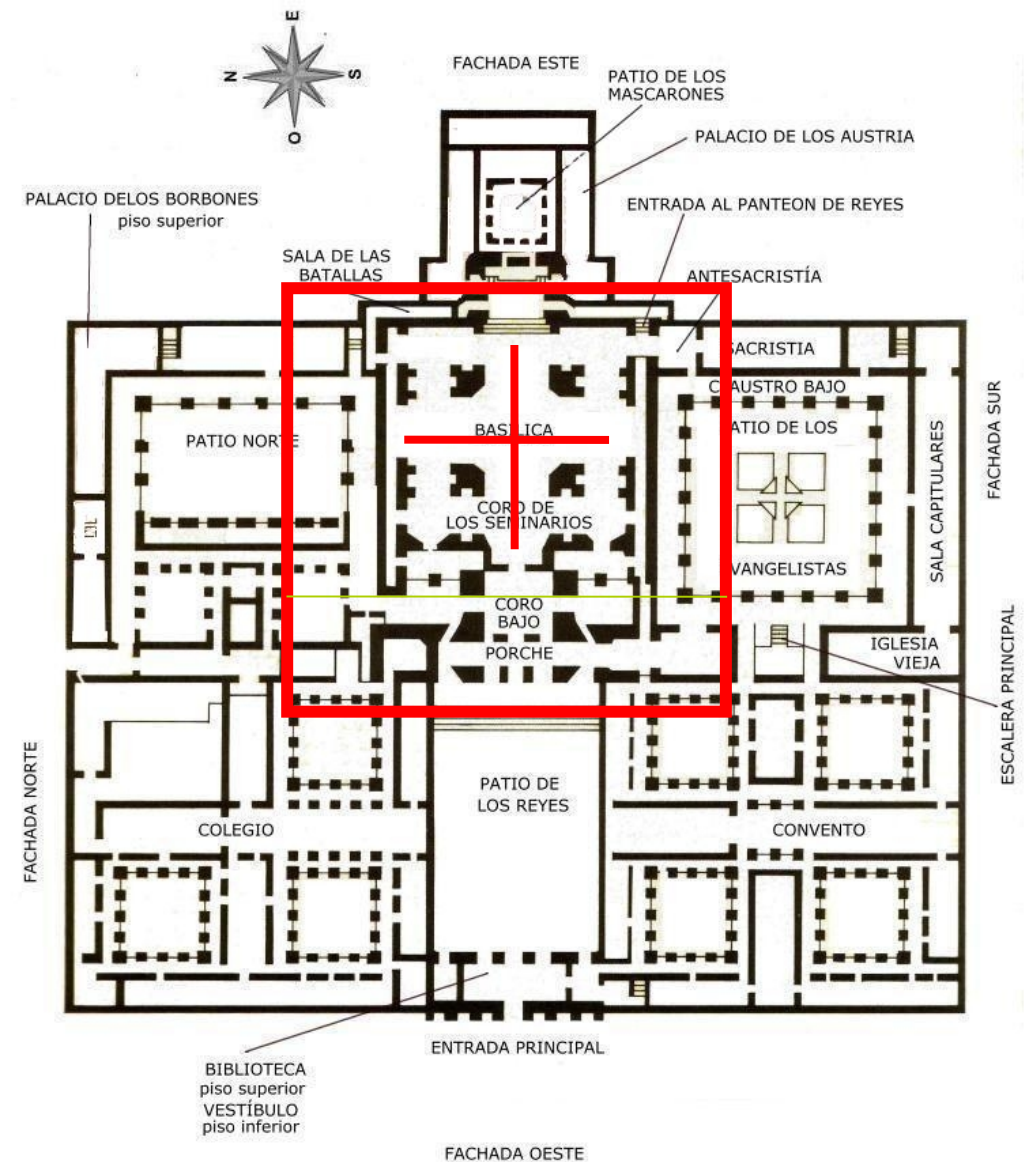 E
N
S
O
FACHADA ESTE
PATIO DE LOS
MASCARONES
PALACIO DE LOS AUSTRIA
PALACIO DELOS BORBONES
piso superior
ENTRADA AL PANTEON DE REYES
SALA DE LAS
BATALLAS
ANTESACRISTÍA
SACRISTIA
CLAUSTRO BAJO
PATIO NORTE
BASILICA
ATIO DE LOS
FACHADA SUR
SALA CAPITULARES
CORO DE
LOS SEMINARIOS
VANGELISTAS
CORO
BAJO
PORCHE
IGLESIA
VIEJA
ESCALERA PRINCIPAL
FACHADA NORTE
PATIO DE
LOS REYES
COLEGIO
CONVENTO
ENTRADA PRINCIPAL
BIBLIOTECA
piso superior
VESTÍBULO
piso inferior
FACHADA OESTE